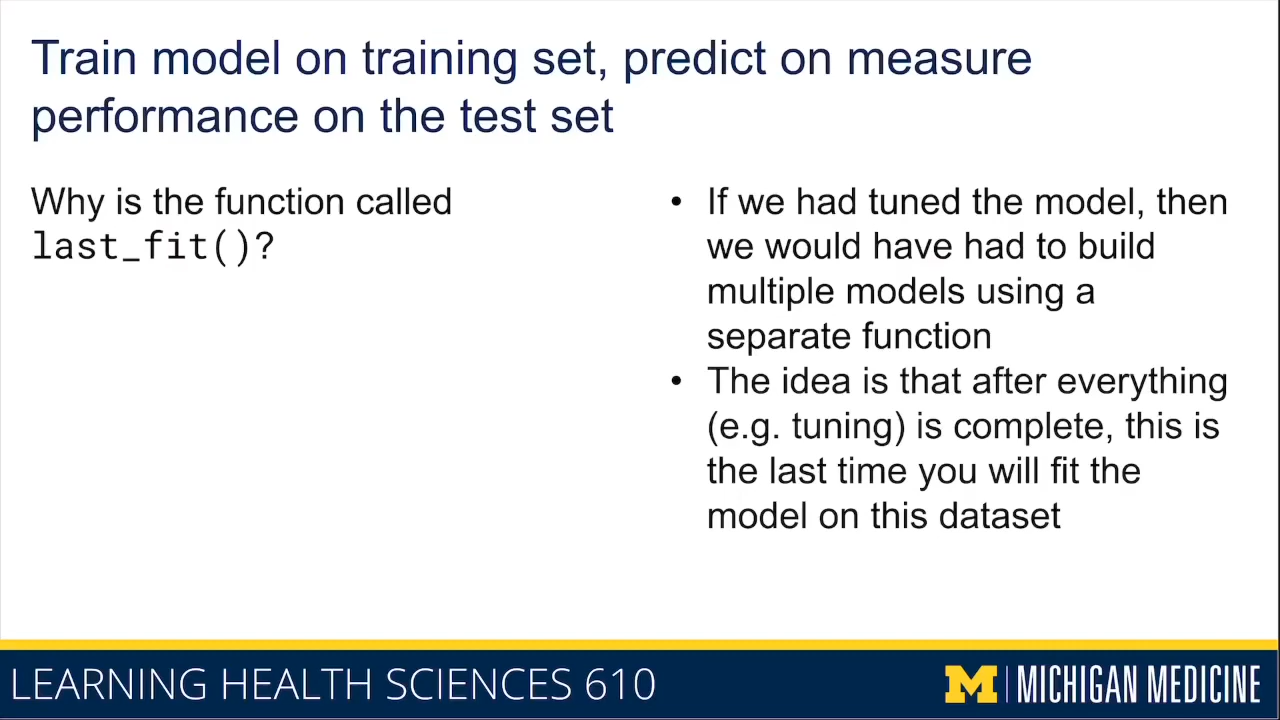 Train model on training set, predict on measure
performance on the test set
Why is the function called
last_fit()?
• If we had tuned the model, then
we would have had to build
multiple models using a
separate function
• The idea is that after everything
(e.g. tuning) is complete, this is
the last time you will fit the
model on this dataset
LEARNING HEALTH SCIENCES 610
M | MICHIGAN MEDICINE